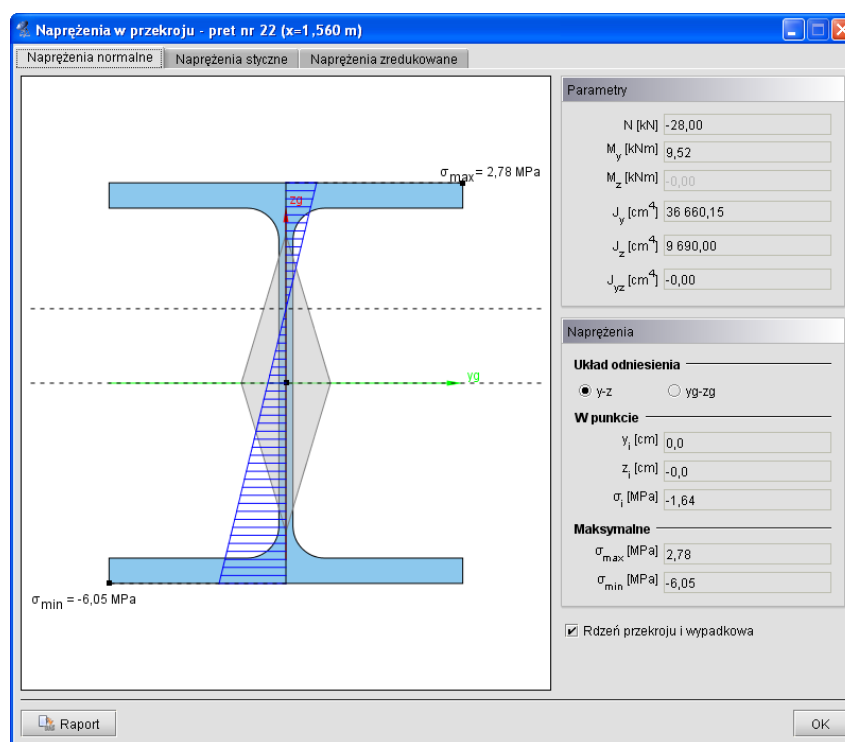 Naprężenia w przekroju - pret nr 22 (x=1,560 m)
Naprężenia normalne Naprężenia styczne Naprężenia zredukowane
σmax= 2,78 MPa
zg
yg
σmin = -6,05 MPa
Parametry
N [kN] -28,00
My [kNm] 9,52
Mz [kNm] -0,00
Jy [cm4] 36 660,15
Jz [cm4] 9 690,00
Jyz [cm4] -0,00
Naprężenia
Układ odniesienia
y-z yg-zg
W punkcie
yi [cm] 0,0
zi [cm] -0,0
σi [MPa] -1,64
Maksymalne
σmax [MPa] 2,78
σmin [MPa] -6,05
Rdzeń przekroju i wypadkowa
Raport OK